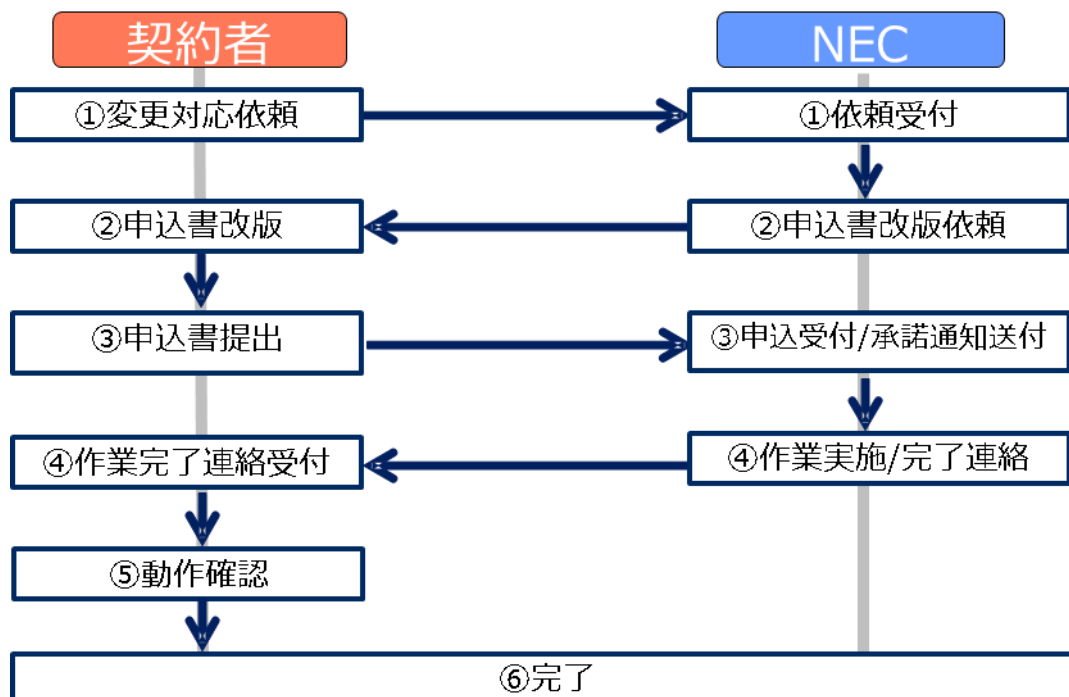 契約者
NEC
①変更対応依頼
①依頼受付
②申込書改版
②申込書改版依頼
③申込書提出
③申込受付/承諾通知送付
④作業完了連絡受付
④作業実施/完了連絡
⑤動作確認
⑥完了